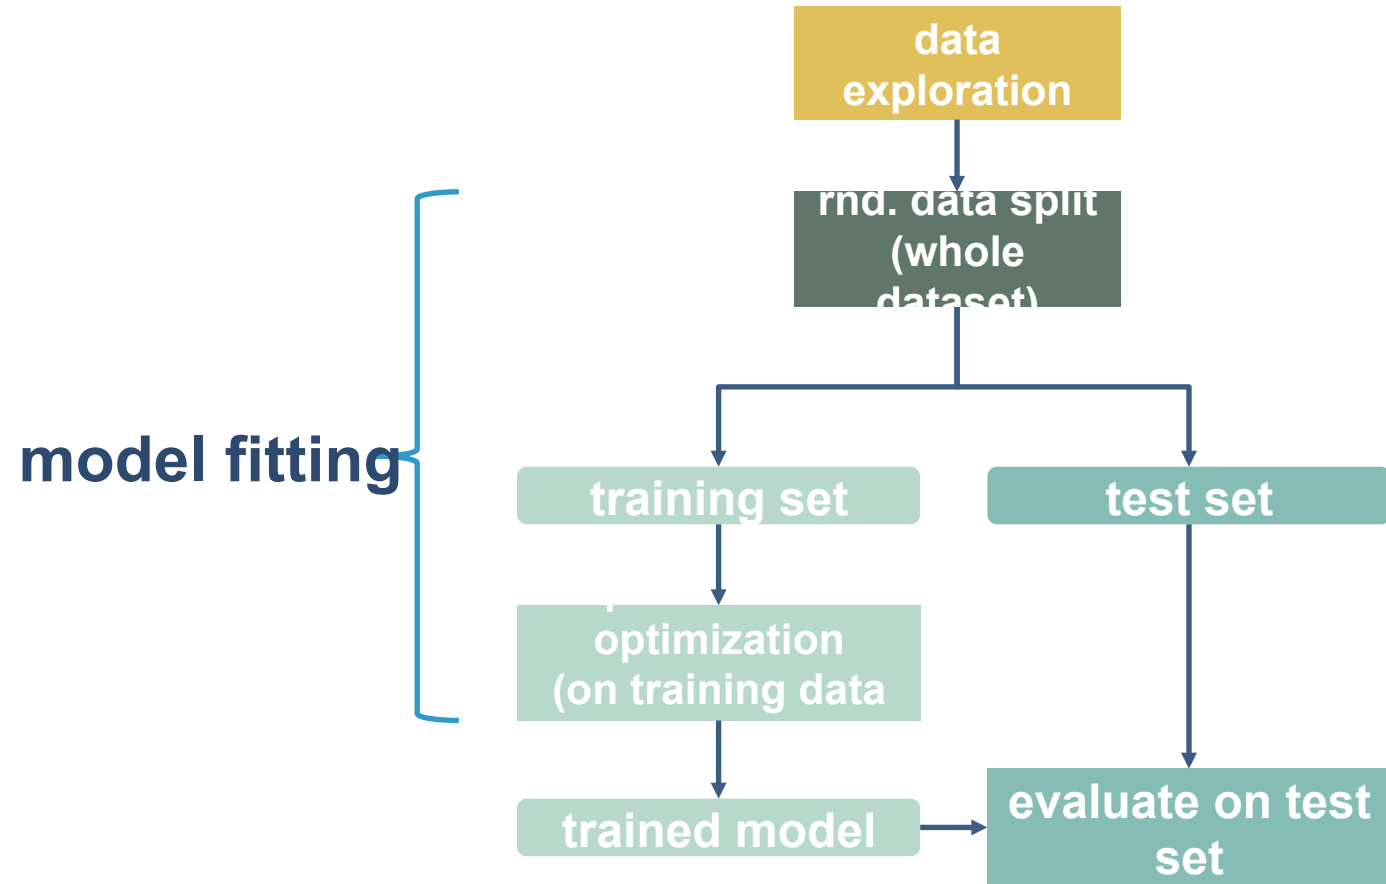 data
exploration
rnd. data split
(whole
dataset)
model fitting
training set
test set
optimization
(on training data
trained model
evaluate on test
set